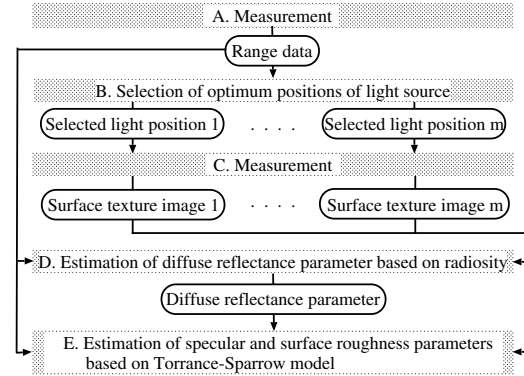 A. Measurement
Range data
B. Selection of optimum positions of light source
Selected light position 1 . . . . Selected light position m
C. Measurement
Surface texture image 1 . . . . Surface texture image m
D. Estimation of diffuse reflectance parameter based on radiosity
Diffuse reflectance parameter
E. Estimation of specular and surface roughness parameters
based on Torrance-Sparrow model